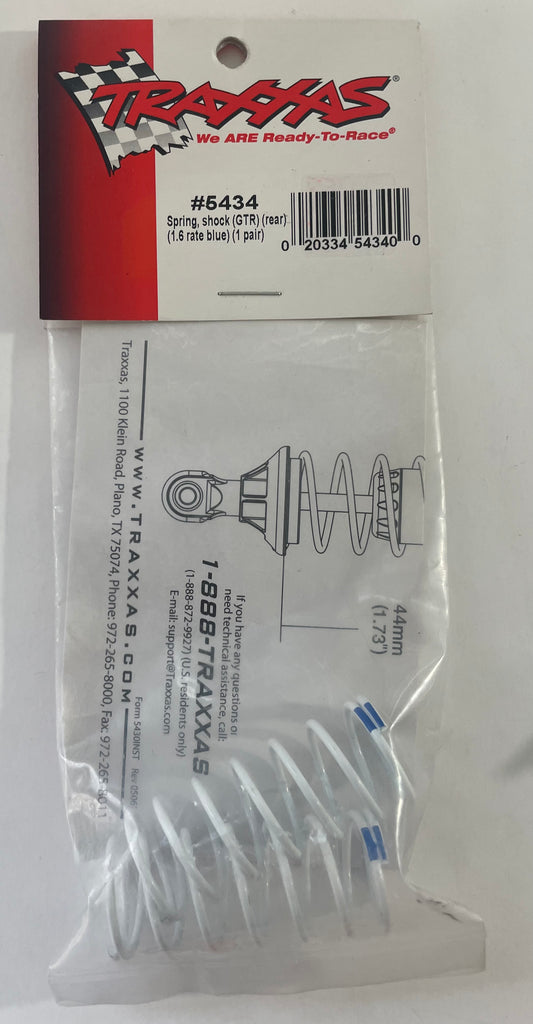 TRAXXAS®
We ARE Ready-To-Race®
#5434
Spring, shock (GTR) (rear)
(1.6 rate blue) (1 pair)
0 20334 54340 0
44mm
(1.73")
If you have any questions or
need technical assistance, call:
1-888-TRAXXAS
(1-888-872-9927) (U.S. residents only)
E-mail: support@Traxxas.com
Form 5430INST Rev 0506
WWW.TRAXXAS.COM
Traxxas, 1100 Klein Road, Plano, TX 75074, Phone: 972-265-8000, Fax: 972-265-8011